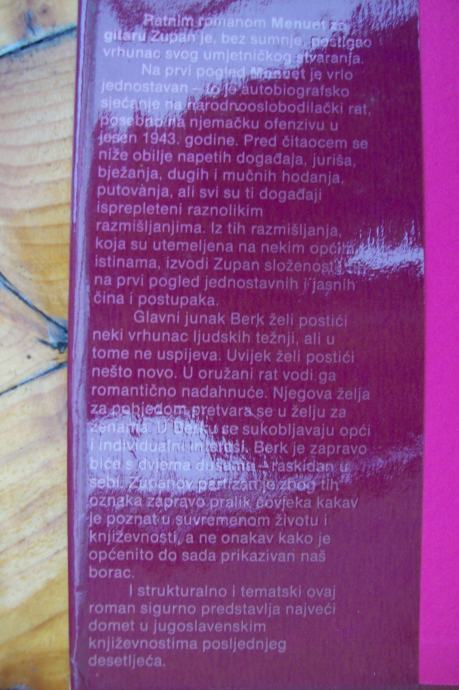 Ratnim romanom Menuet za
gitaru Zupan je, bez sumnje, postigao
vrhunac svog umjetničkog stvaranja.
Na prvi pogled Menuet je vrlo
jednostavan – to je autobiografsko
sjećanje na narodnooslobodilački rat,
posebno na njemačku ofenzivu u
jesen 1943. godine. Pred čitaocem se
niže obilje napetih događaja, juriša,
bježanja, dugih i mučnih hodanja,
putovanja, ali svi su ti događaji
isprepleteni raznolikim
razmišljanjima. Iz tih razmišljanja,
koja su utemeljena na nekim općim
istinama, izvodi Zupan složenost
na prvi pogled jednostavnih i jasnih
čina i postupaka.
Glavni junak Berk želi postići
neki vrhunac ljudskih težnji, ali u
tome ne uspijeva. Uvijek želi postići
nešto novo. U oružani rat vodi ga
romantično nadahnuće. Njegova želja
za pobjedom pretvara se u želju za
ženama. U Berku se sukobljavaju opći
i individualni interesi. Berk je zapravo
biće s dvjema dušama – raskidan u
sebi. Zupanov partizan je zbog tih
oznaka zapravo pralik čovjeka kakav
je poznat u suvremenom životu i
književnosti, a ne onakav kako je
općenito do sada prikazivan naš
borac.
I strukturalno i tematski ovaj
roman sigurno predstavlja najveći
domet u jugoslavenskim
književnostima posljednjeg
desetljeća.